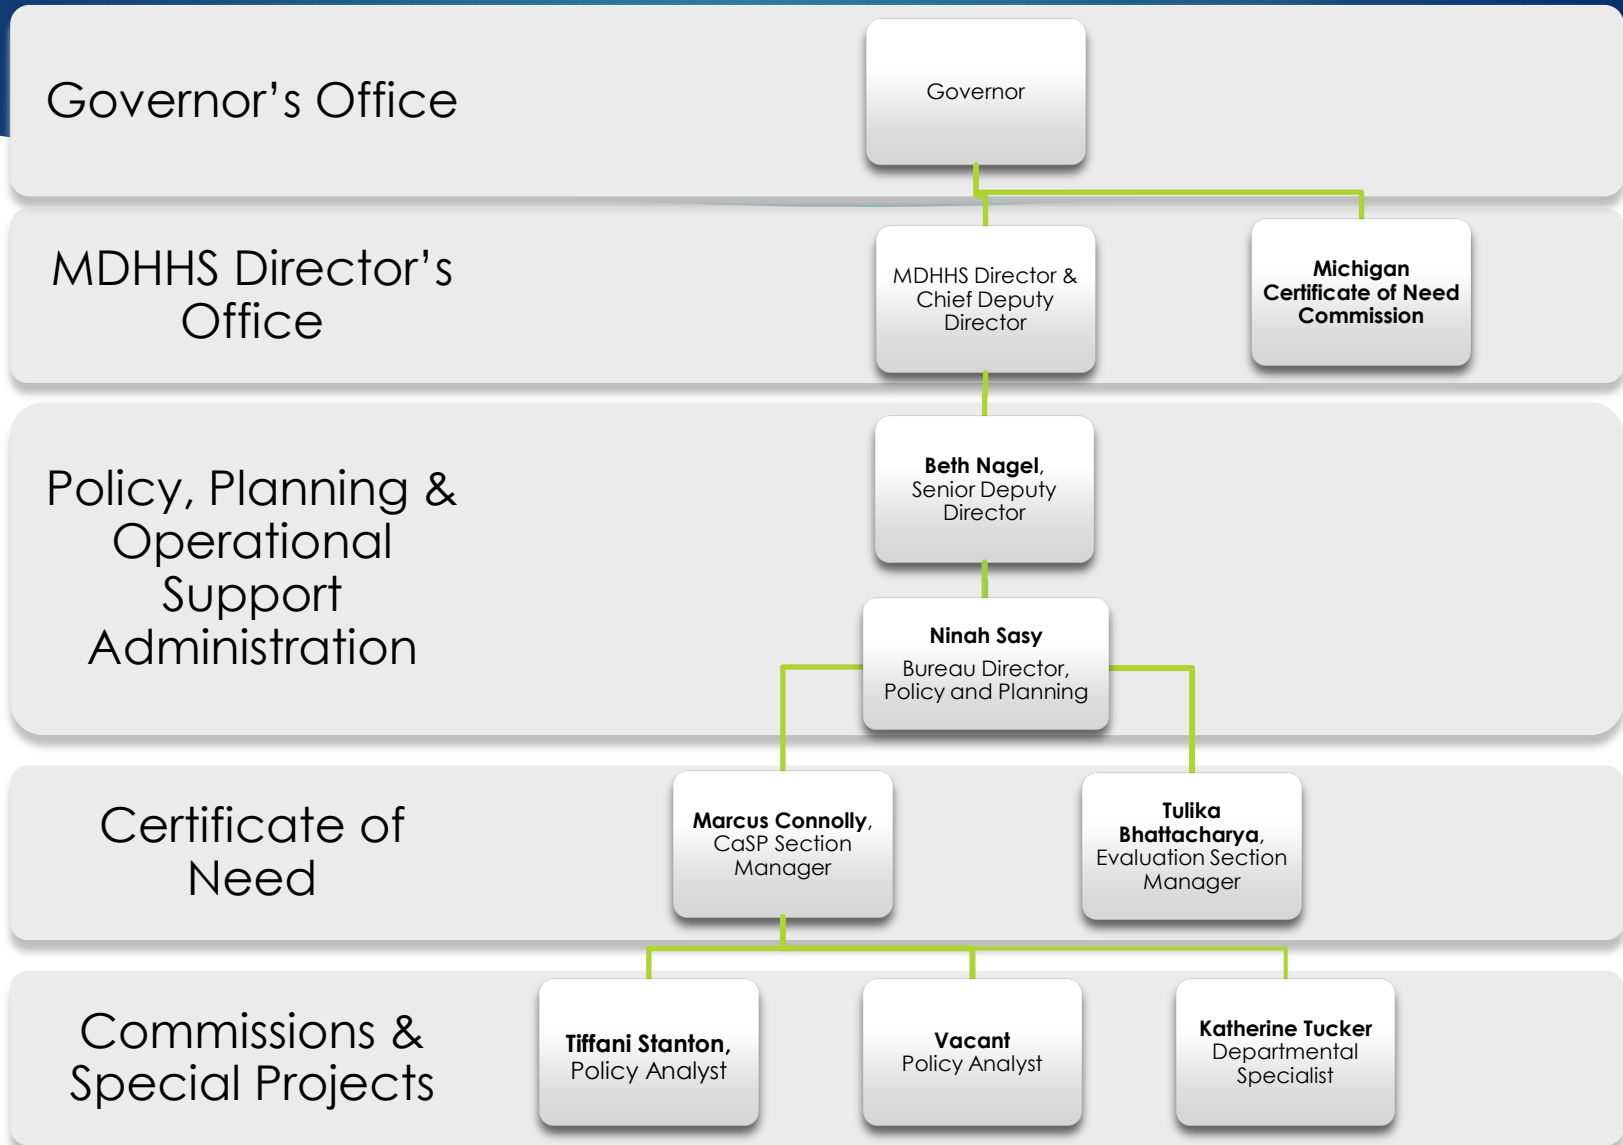 Governor’s Office
Governor
MDHHS Director’s
Office
MDHHS Director &
Chief Deputy
Director
Michigan
Certificate of Need
Commission
Policy, Planning &
Operational
Support
Administration
Beth Nagel,
Senior Deputy
Director
Ninah Sasy
Bureau Director,
Policy and Planning
Certificate of
Need
Marcus Connolly,
CaSP Section
Manager
Tulika
Bhattacharya,
Evaluation Section
Manager
Commissions &
Special Projects
Tiffani Stanton,
Policy Analyst
Vacant
Policy Analyst
Katherine Tucker
Departmental
Specialist